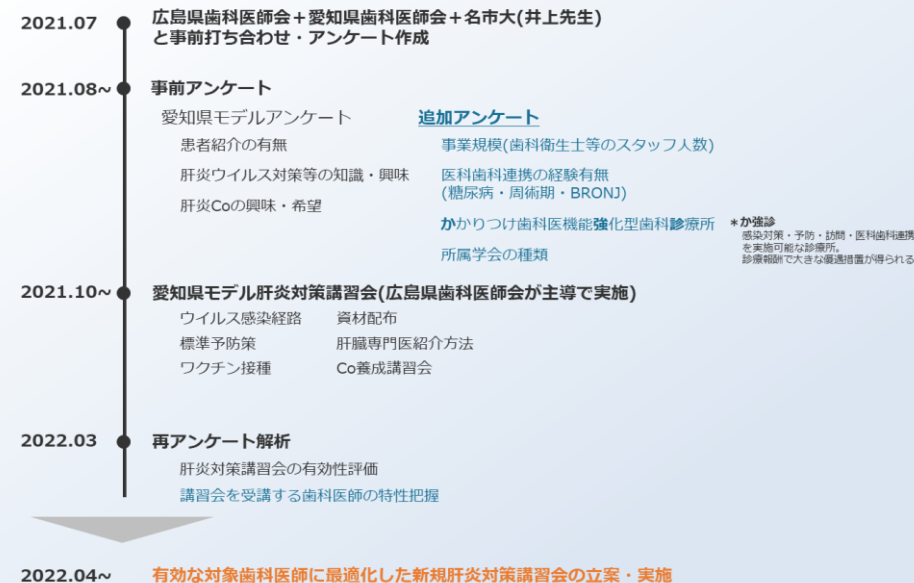 2021.07
広島県歯科医師会＋愛知県歯科医師会＋名市大(井上先生)
と事前打ち合わせ・アンケート作成
2021.08~
事前アンケート
愛知県モデルアンケート
患者紹介の有無
肝炎ウイルス対策等の知識・興味
肝炎Coの興味・希望
追加アンケート
事業規模(歯科衛生士等のスタッフ人数)
医科歯科連携の経験有無
(糖尿病・周術期・BRONJ)
かかりつけ歯科医機能強化型歯科診療所
所属学会の種類
＊か強診
感染対策・予防・訪問・医科歯科連携
を実施可能な診療所。
診療報酬で大きな優遇措置が得られる
2021.10~
愛知県モデル肝炎対策講習会(広島県歯科医師会が主導で実施)
ウイルス感染経路 資材配布
標準予防策 肝臓専門医紹介方法
ワクチン接種 Co養成講習会
2022.03
再アンケート解析
肝炎対策講習会の有効性評価
講習会を受講する歯科医師の特性把握
2022.04~
有効な対象歯科医師に最適化した新規肝炎対策講習会の立案・実施